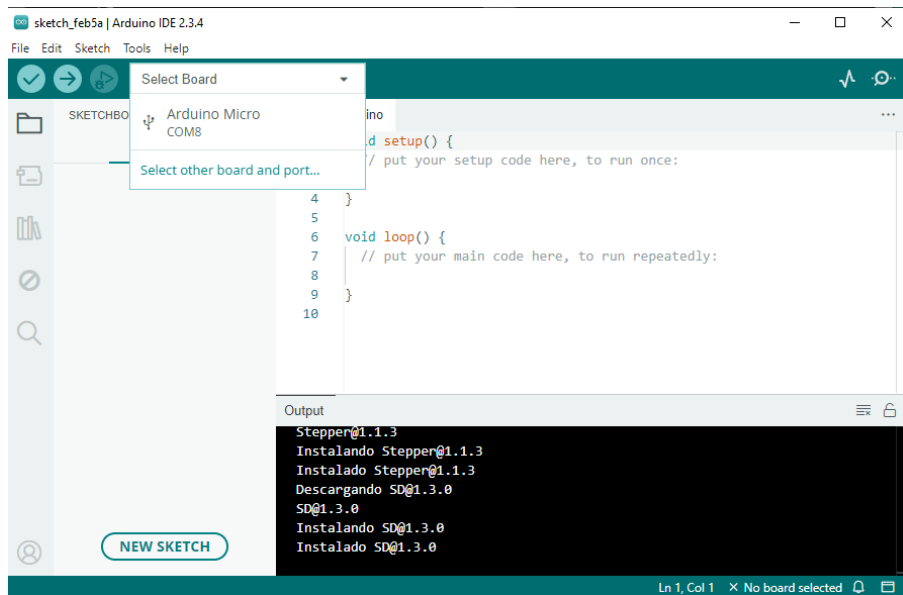 sketch_feb5a | Arduino IDE 2.3.4
File Edit Sketch Tools Help
Select Board
Arduino Micro
COM8
Select other board and port...
SKETCHBO
ino
d setup() {
// put your setup code here, to run once:
4 }
5
6 void loop() {
7 // put your main code here, to run repeatedly:
8
9 }
10
NEW SKETCH
Output
Stepper@1.1.3
Instalando Stepper@1.1.3
Instalado Stepper@1.1.3
Descargando SD@1.3.0
SD@1.3.0
Instalando SD@1.3.0
Instalado SD@1.3.0
Ln 1, Col 1 × No board selected